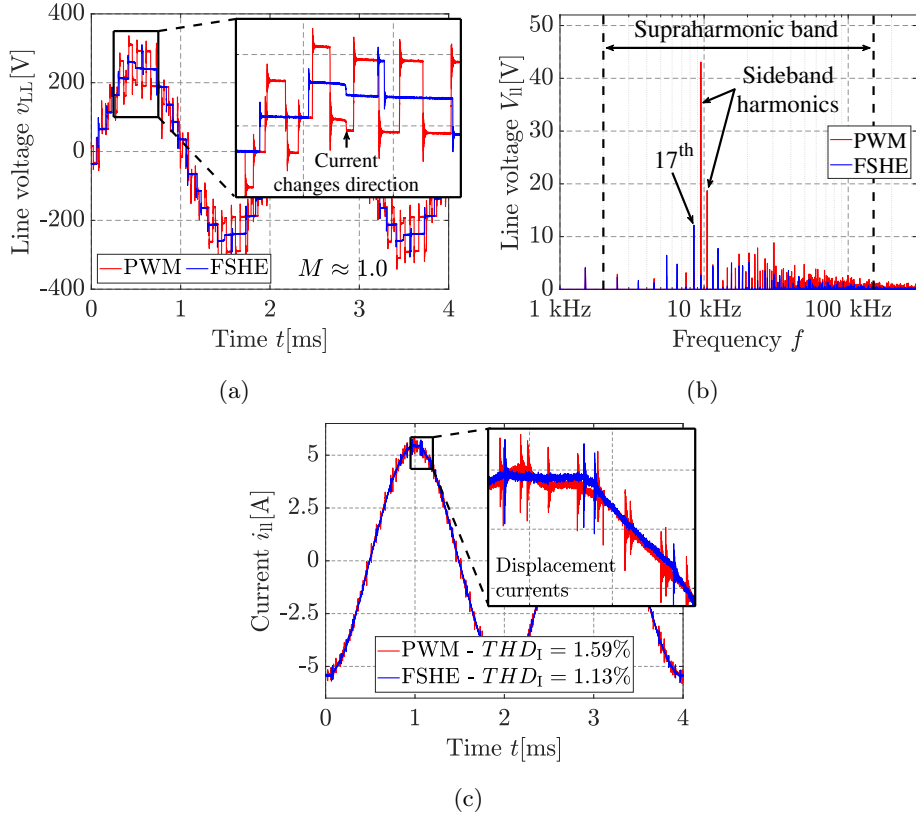 Line voltage v_LL[V]
400
200
0
-200
-400
Current
changes direction
PWM FSHE
M ≈ 1.0
0 1 2 3 4
Time t[ms]
(a)
Line voltage V_ll[V]
50
40
30
20
10
0
Supraharmonic band
Sideband
harmonics
17th
PWM
FSHE
1 kHz 10 kHz 100 kHz
Frequency f
(b)
Current i_ll[A]
5
2.5
0
-2.5
-5
Displacement
currents
PWM - THD_I = 1.59%
FSHE - THD_I = 1.13%
0 1 2 3 4
Time t[ms]
(c)